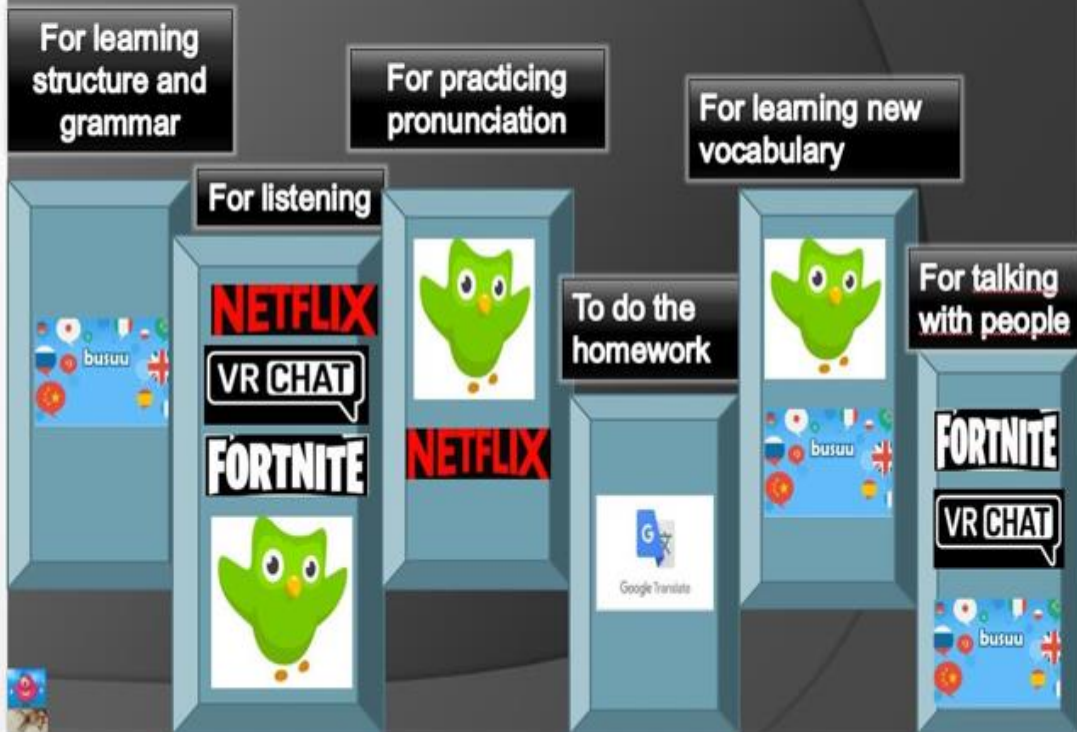 For learning
structure and
grammar
busuu
For listening
NETFLIX
VR CHAT
FORTNITE
For practicing
pronunciation
NETFLIX
To do the
homework
G 文
Google Translate
For learning new
vocabulary
busuu
For talking
with people
FORTNITE
VR CHAT
busuu